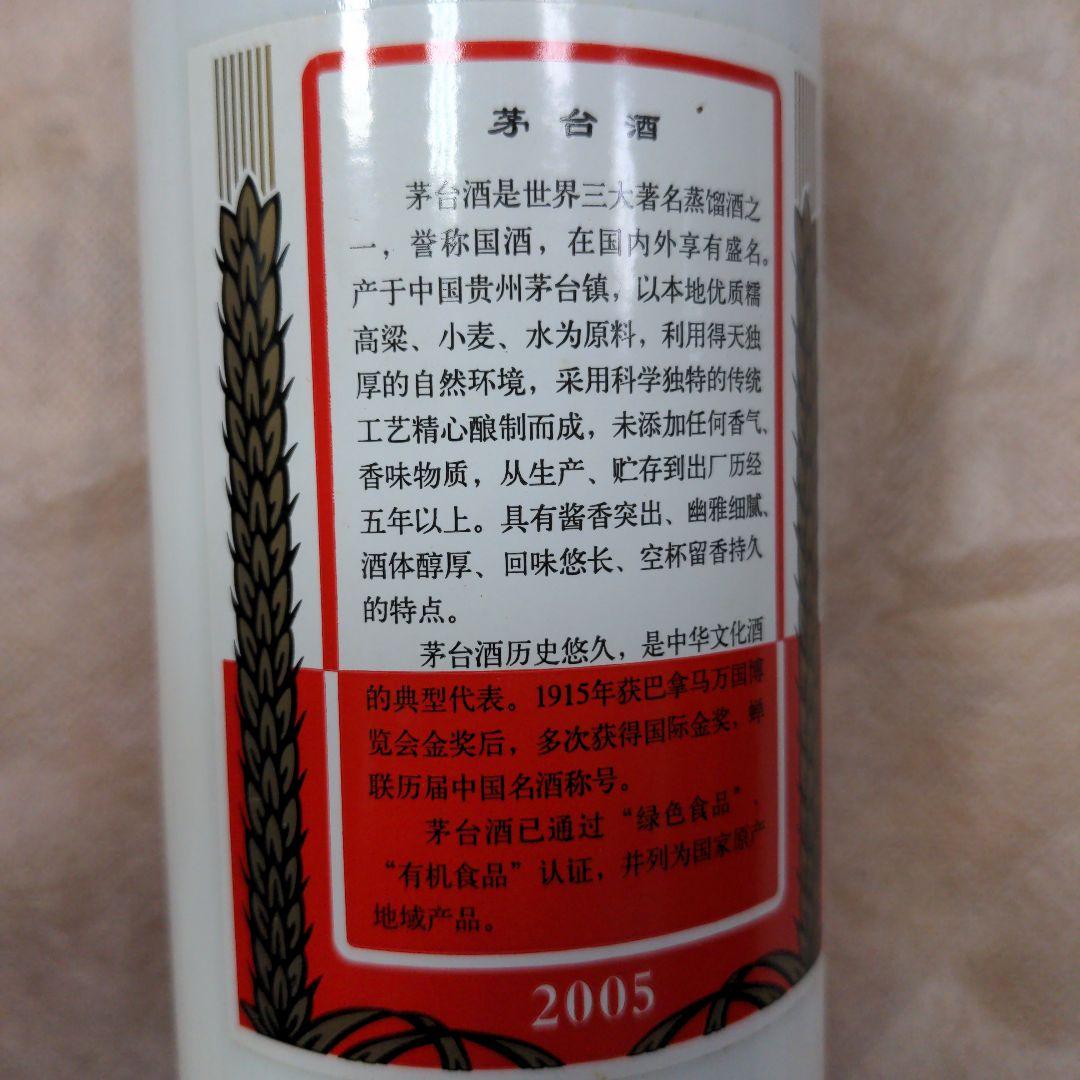 茅台酒
茅台酒是世界三大著名蒸馏酒之
一，誉称国酒，在国内外享有盛名。
产于中国贵州茅台镇，以本地优质糯
高粱、小麦、水为原料，利用得天独
厚的自然环境，采用科学独特的传统
工艺精心酿制而成，未添加任何香气、
香味物质，从生产、贮存到出厂历经
五年以上。具有酱香突出、幽雅细腻、
酒体醇厚、回味悠长、空杯留香持久
的特点。
茅台酒历史悠久，是中华文化酒
的典型代表。1915年获巴拿马万国博
览会金奖后，多次获得国际金奖，蝉
联历届中国名酒称号。
茅台酒已通过“绿色食品”、
“有机食品”认证，并列为国家原产
地域产品。
2005